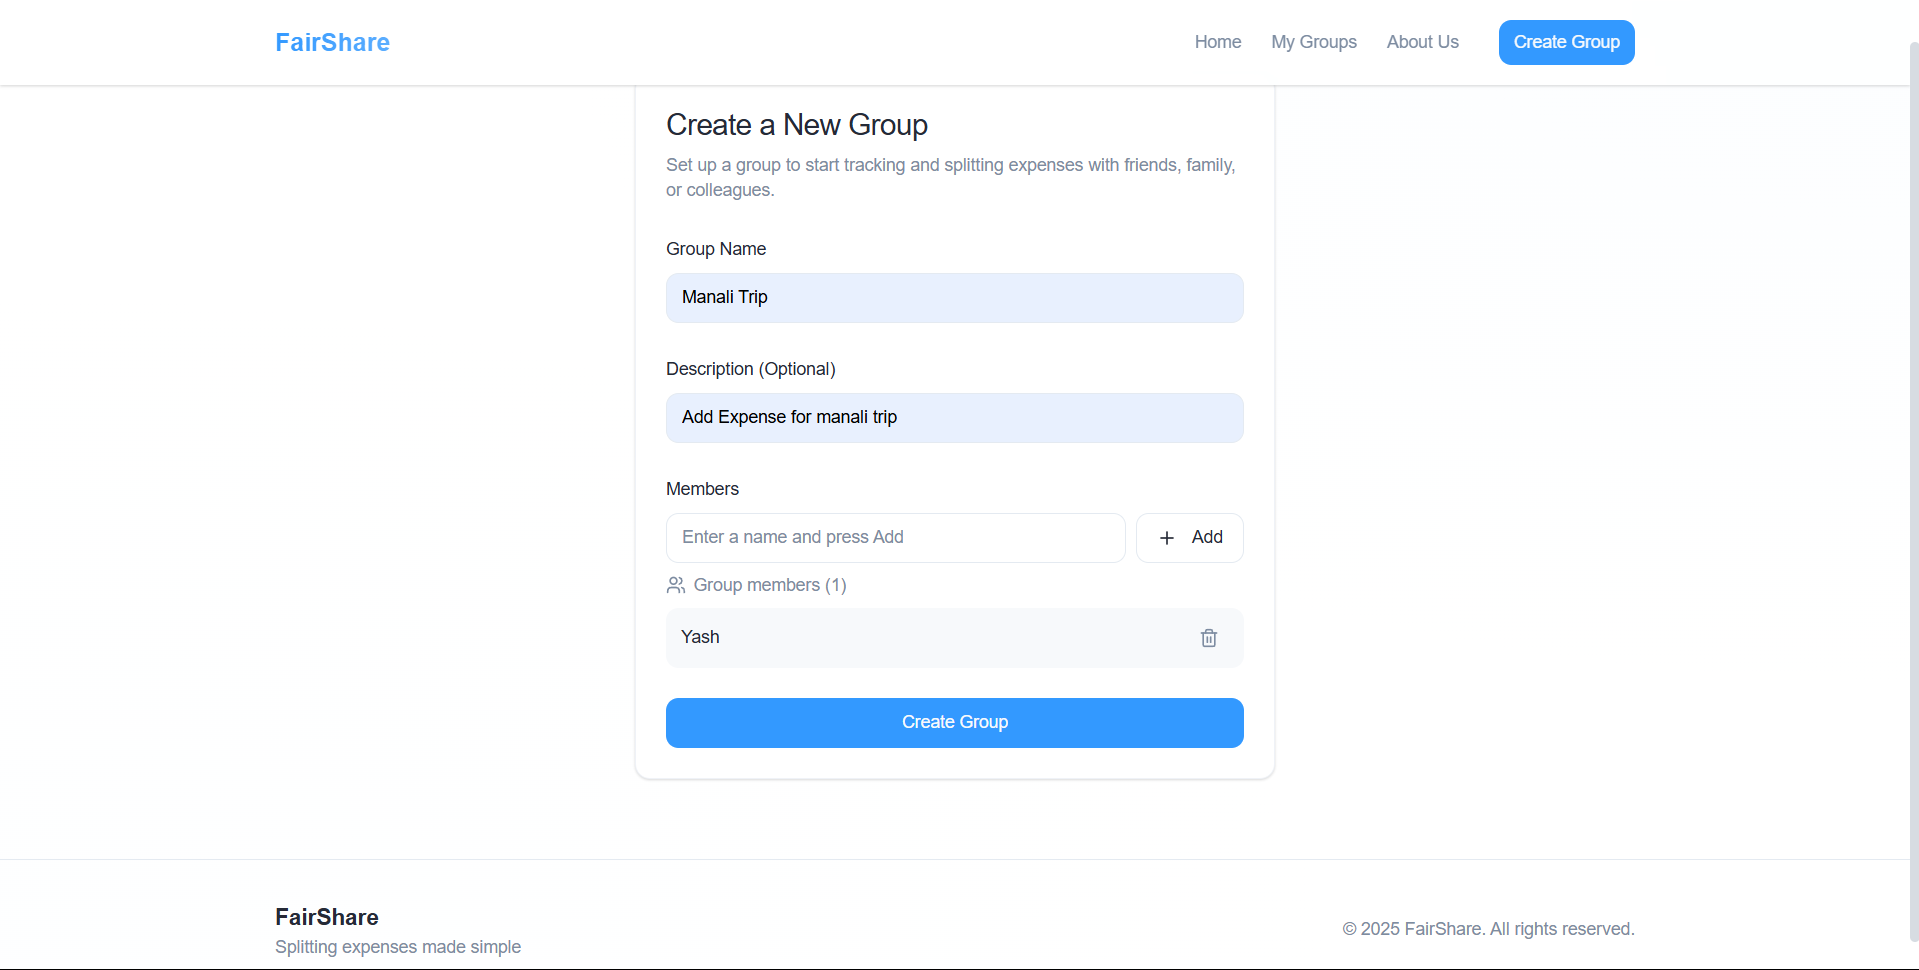 FairShare
Home
My Groups
About Us
Create Group
Create a New Group
Set up a group to start tracking and splitting expenses with friends, family,
or colleagues.
Group Name
Manali Trip
Description (Optional)
Add Expense for manali trip
Members
Enter a name and press Add
Add
Group members (1)
Yash
Create Group
FairShare
Splitting expenses made simple
© 2025 FairShare. All rights reserved.